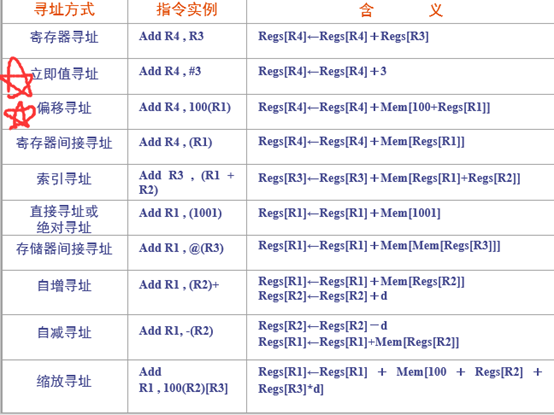 寻址方式 指令实例 含 义
寄存器寻址 Add R4 , R3 Regs[R4]←Regs[R4]＋Regs[R3]
立即值寻址 Add R4 , #3 Regs[R4]←Regs[R4]＋3
偏移寻址 Add R4 , 100(R1) Regs[R4]←Regs[R4]＋Mem[100+Regs[R1]]
寄存器间接寻址 Add R4 , (R1) Regs[R4]←Regs[R4]＋Mem[Regs[R1]]
索引寻址 Add R3 , (R1 + Regs[R3]←Regs[R3]＋Mem[Regs[R1]+Regs[R2]]
R2)
直接寻址或 Add R1 , (1001) Regs[R1]←Regs[R1]＋Mem[1001]
绝对寻址
存储器间接寻址 Add R1 , @(R3) Regs[R1]←Regs[R1]＋Mem[Mem[Regs[R3]]]
自增寻址 Add R1 , (R2)+ Regs[R1]←Regs[R1]＋Mem[Regs[R2]]
Regs[R2]←Regs[R2]＋d
自减寻址 Add R1, -(R2) Regs[R2]←Regs[R2]－d
Regs[R1]←Regs[R1]+Mem[Regs[R2]]
缩放寻址 Add Regs[R1]←Regs[R1] ＋ Mem[100 ＋ Regs[R2] ＋
R1 , 100(R2)[R3] Regs[R3]*d]